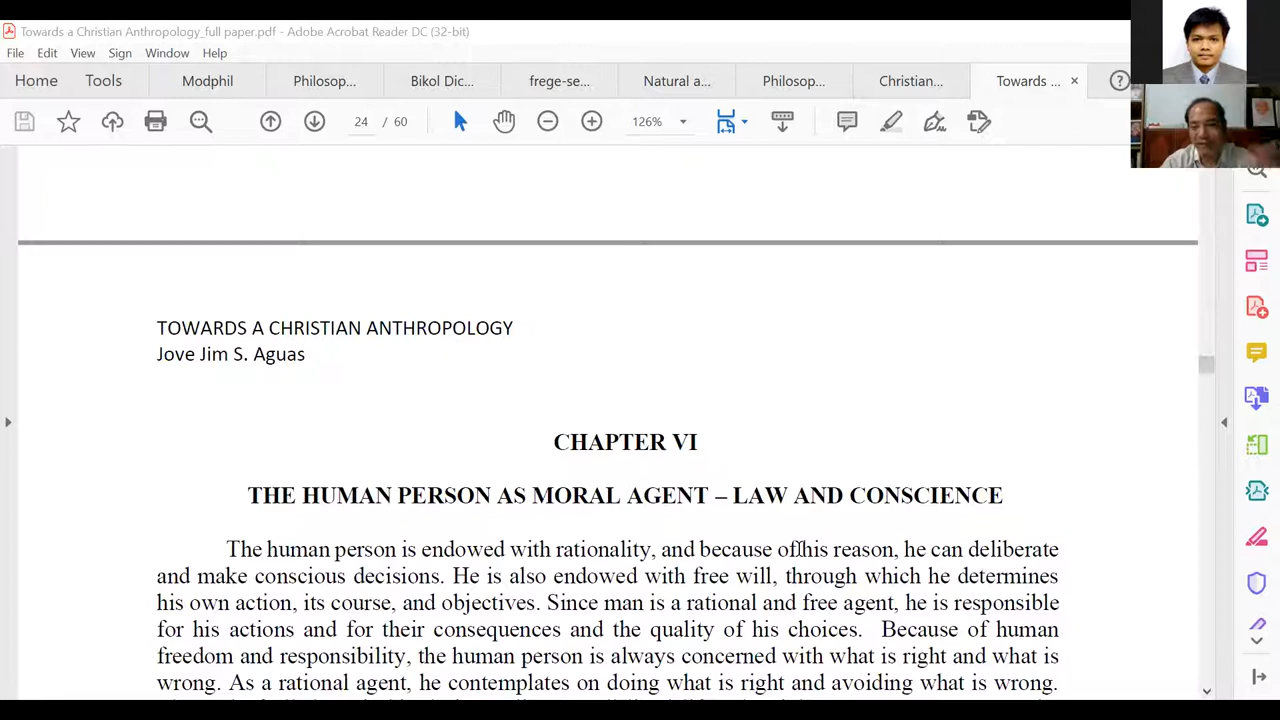 Towards a Christian Anthropology_full paper.pdf - Adobe Acrobat Reader DC (32-bit)
File Edit View Sign Window Help
Home Tools Modphil Philosop... Bikol Dic... frege-se... Natural a... Philosop... Christian... Towards ... ×
24 / 60 126%
TOWARDS A CHRISTIAN ANTHROPOLOGY
Jove Jim S. Aguas
CHAPTER VI
THE HUMAN PERSON AS MORAL AGENT – LAW AND CONSCIENCE
The human person is endowed with rationality, and because of his reason, he can deliberate
and make conscious decisions. He is also endowed with free will, through which he determines
his own action, its course, and objectives. Since man is a rational and free agent, he is responsible
for his actions and for their consequences and the quality of his choices. Because of human
freedom and responsibility, the human person is always concerned with what is right and what is
wrong. As a rational agent, he contemplates on doing what is right and avoiding what is wrong.